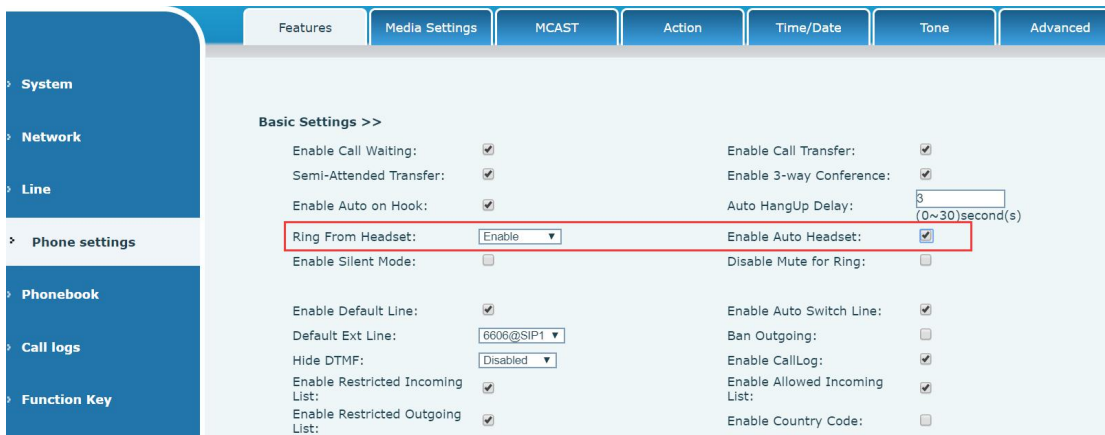 Features Media Settings MCAST Action Time/Date Tone Advanced
System
Network
Line
Phone settings
Phonebook
Call logs
Function Key
Basic Settings >>
Enable Call Waiting: Enable Call Transfer:
Semi-Attended Transfer: Enable 3-way Conference:
Enable Auto on Hook: Auto HangUp Delay: 3
(0~30)second(s)
Ring From Headset: Enable Enable Auto Headset:
Enable Silent Mode: Disable Mute for Ring:
Enable Default Line: Enable Auto Switch Line:
Default Ext Line: 6606@SIP1 Ban Outgoing:
Hide DTMF: Disabled Enable CallLog:
Enable Restricted Incoming
List:
Enable Allowed Incoming
List:
Enable Restricted Outgoing
List:
Enable Country Code: